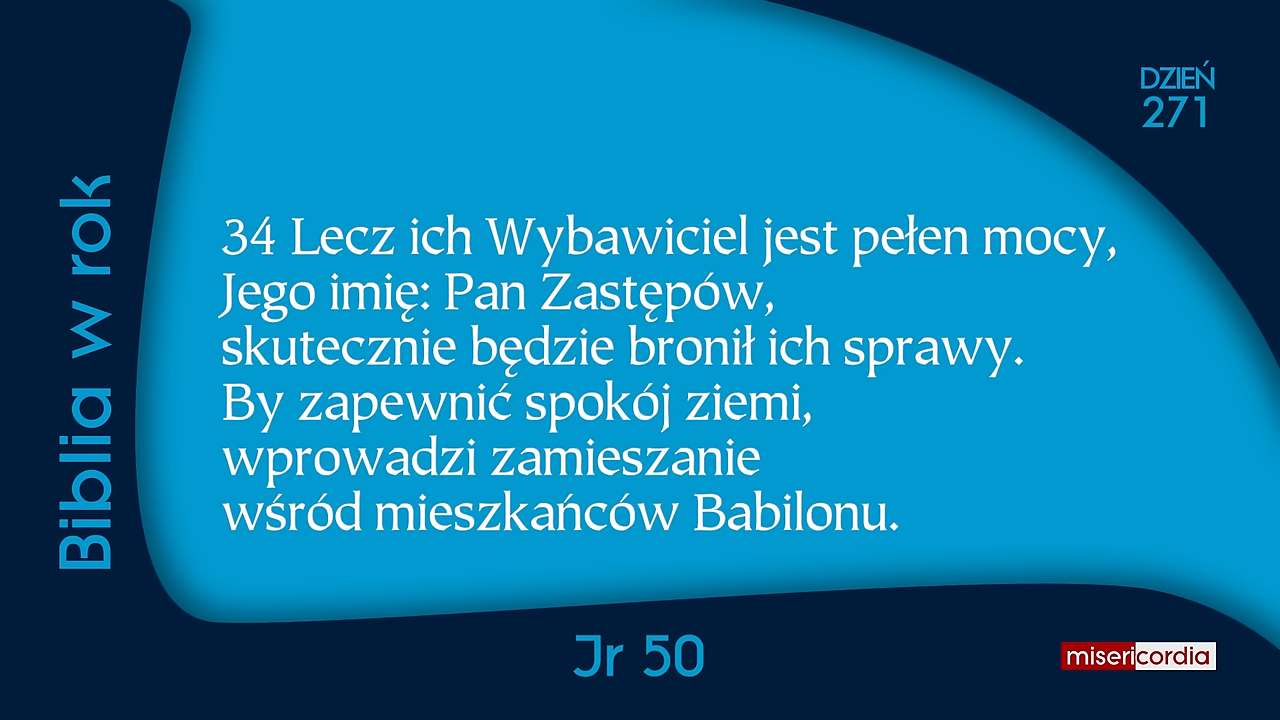 DZIEŃ
271
Biblia w rok
34 Lecz ich Wybawiciel jest pełen mocy,
Jego imię: Pan Zastępów,
skutecznie będzie bronił ich sprawy.
By zapewnić spokój ziemi,
wprowadzi zamieszanie
wśród mieszkańców Babilonu.
Jr 50
misericordia